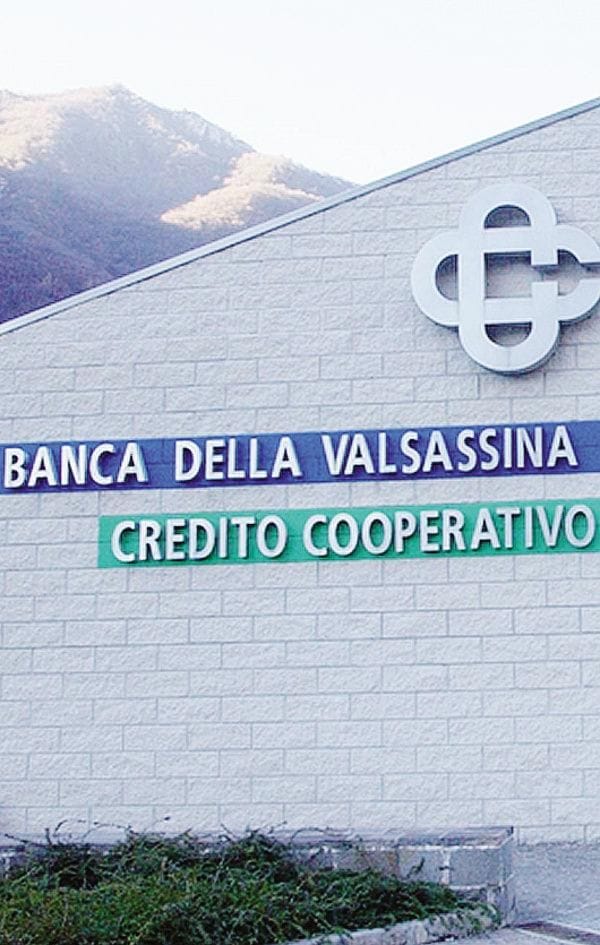 BANCA DELLA VALSASSINA
CREDITO COOPERATIVO